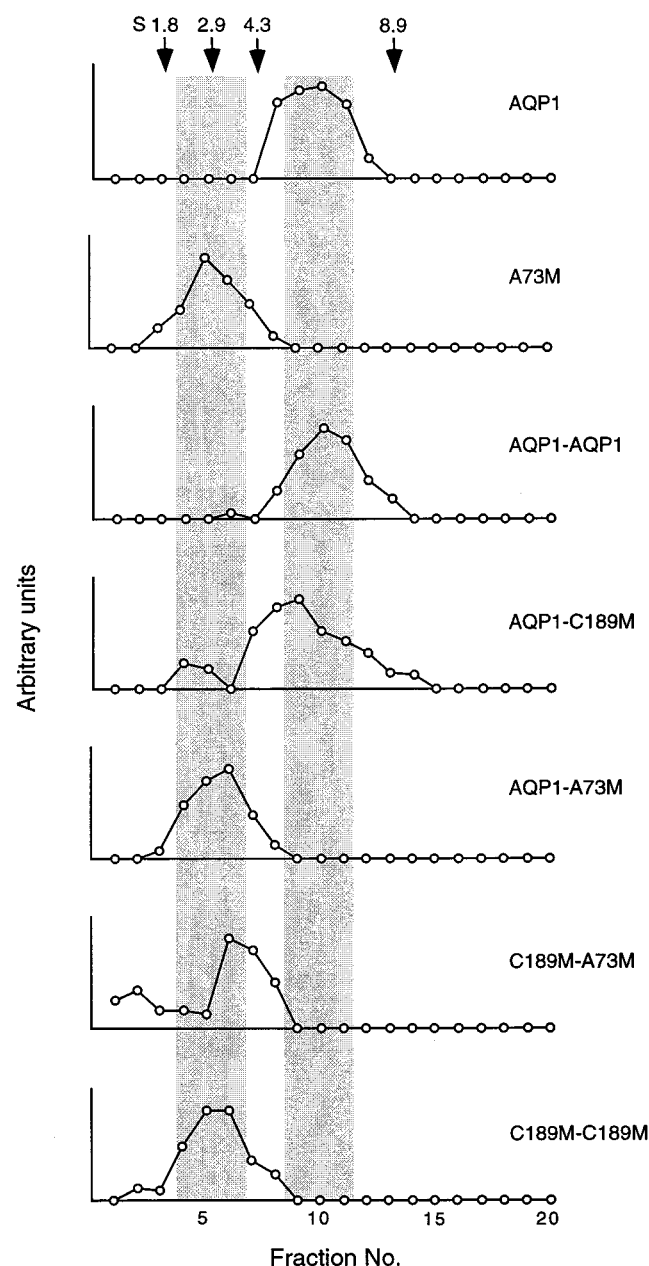 S 1.8 2.9 4.3 8.9
AQP1
A73M
AQP1-AQP1
AQP1-C189M
AQP1-A73M
C189M-A73M
C189M-C189M
Arbitrary units
5 10 15 20
Fraction No.